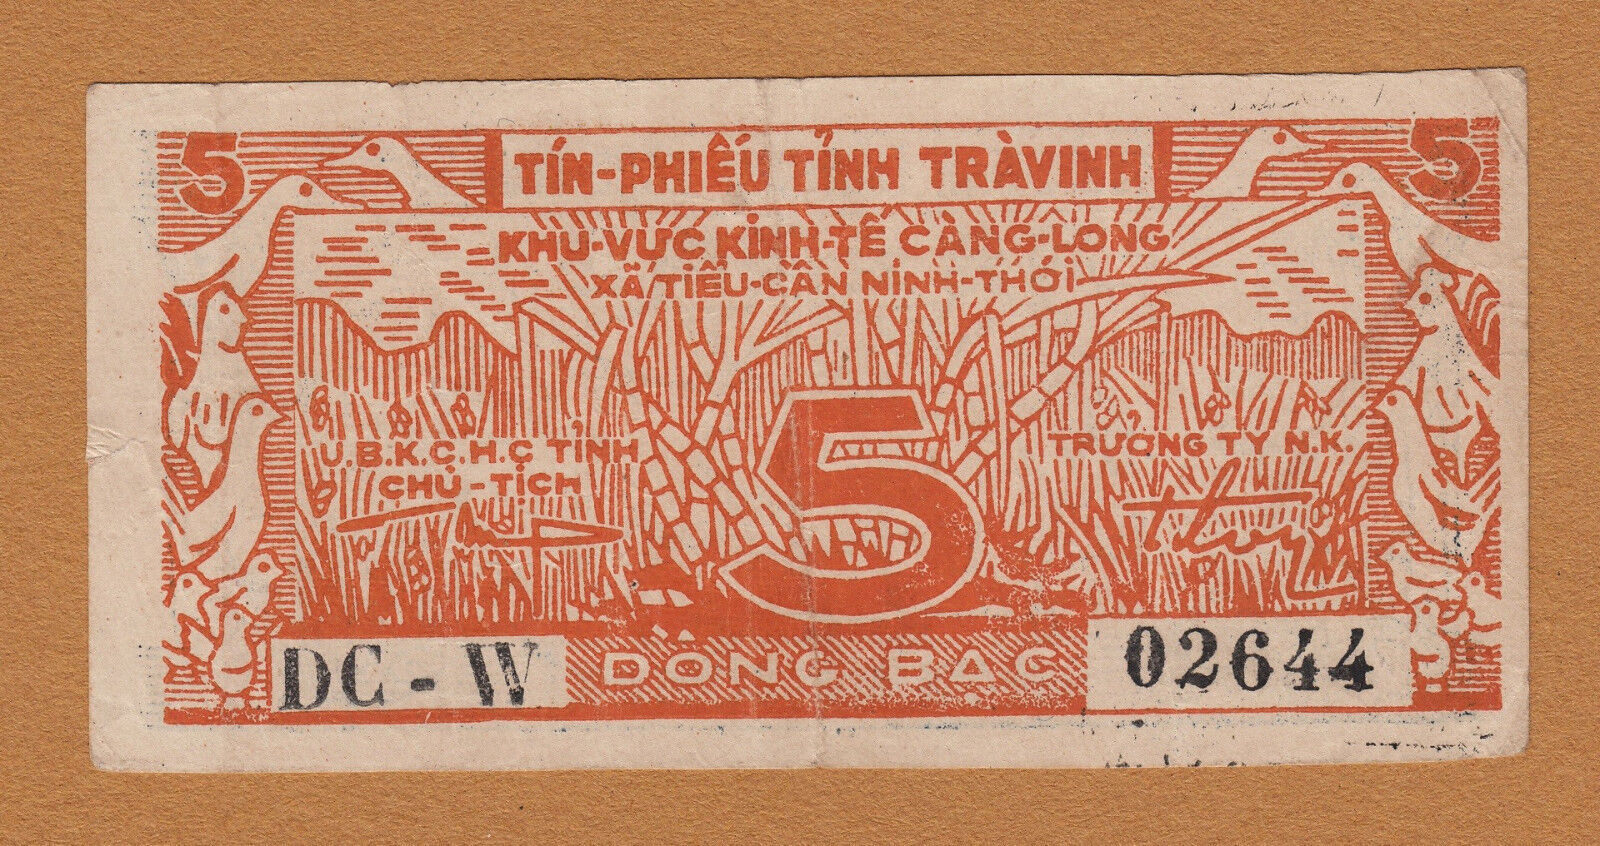 5 TÍN-PHIẾU TỈNH TRÀVINH 5
KHU-VỰC KINH-TẾ CÀNG-LONG
XÃ TIỂU-CẦN NINH-THỚI
5
U.B.K.C.H.C TỈNH
CHỦ-TỊCH
TRƯỞNG TY N.K.
DC-W
ĐỒNG BẠC
02644